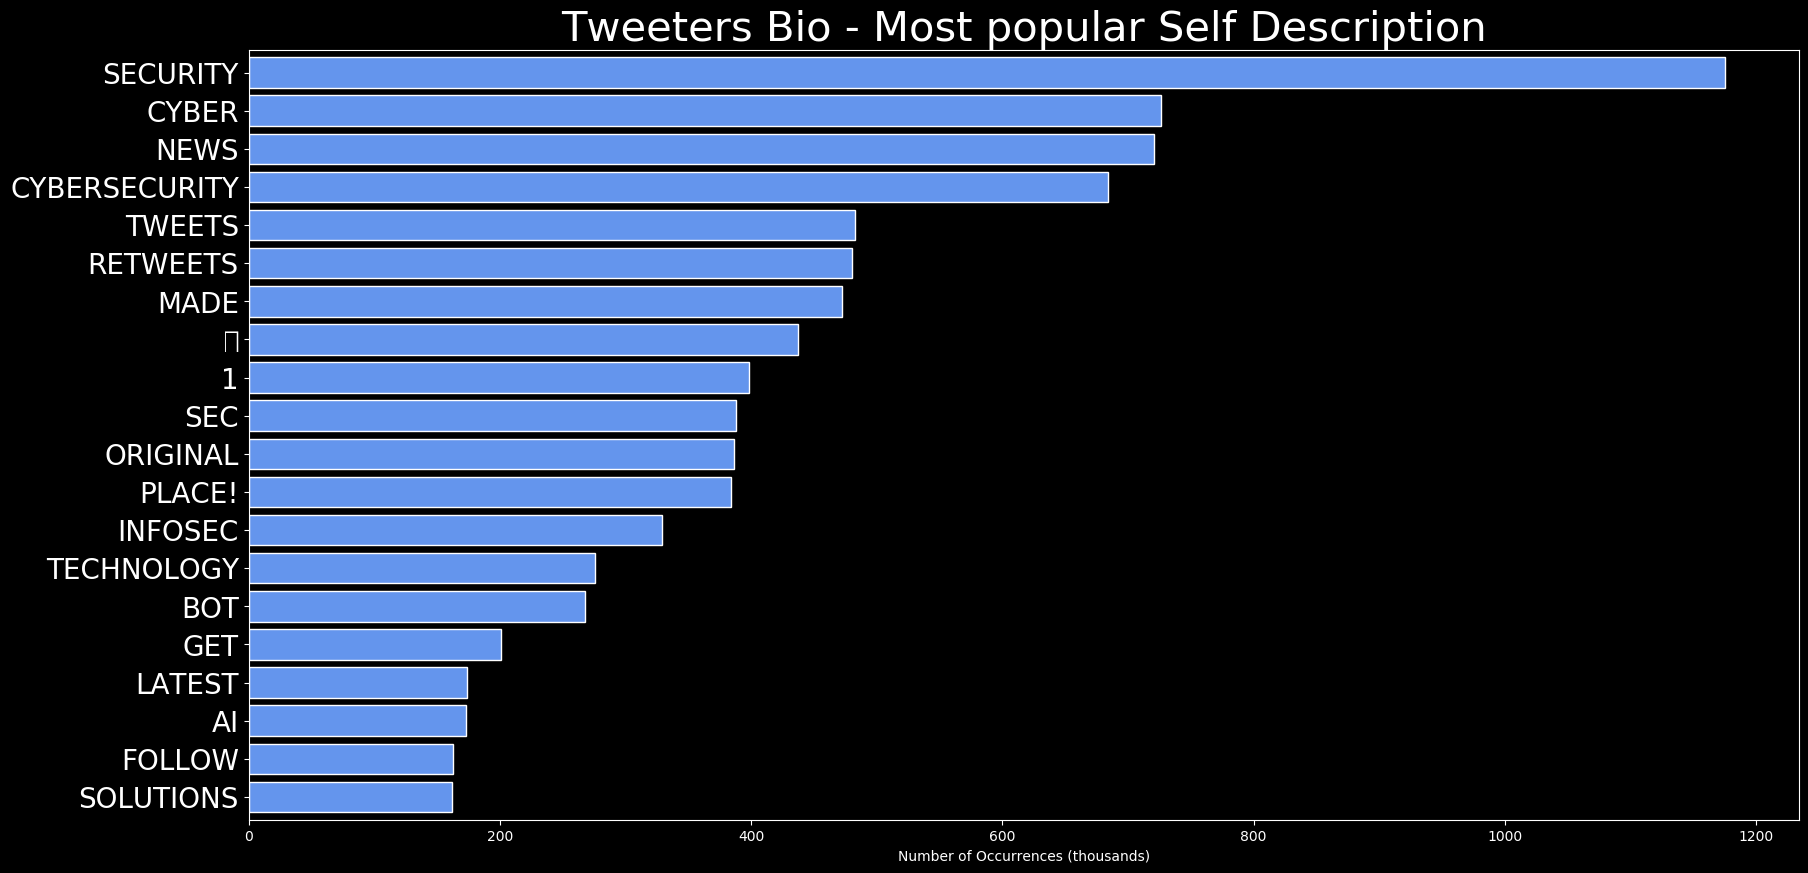 Tweeters Bio - Most popular Self Description
SECURITY
CYBER
NEWS
CYBERSECURITY
TWEETS
RETWEETS
MADE
1
SEC
ORIGINAL
PLACE!
INFOSEC
TECHNOLOGY
BOT
GET
LATEST
AI
FOLLOW
SOLUTIONS
0 200 400 600 800 1000 1200
Number of Occurrences (thousands)